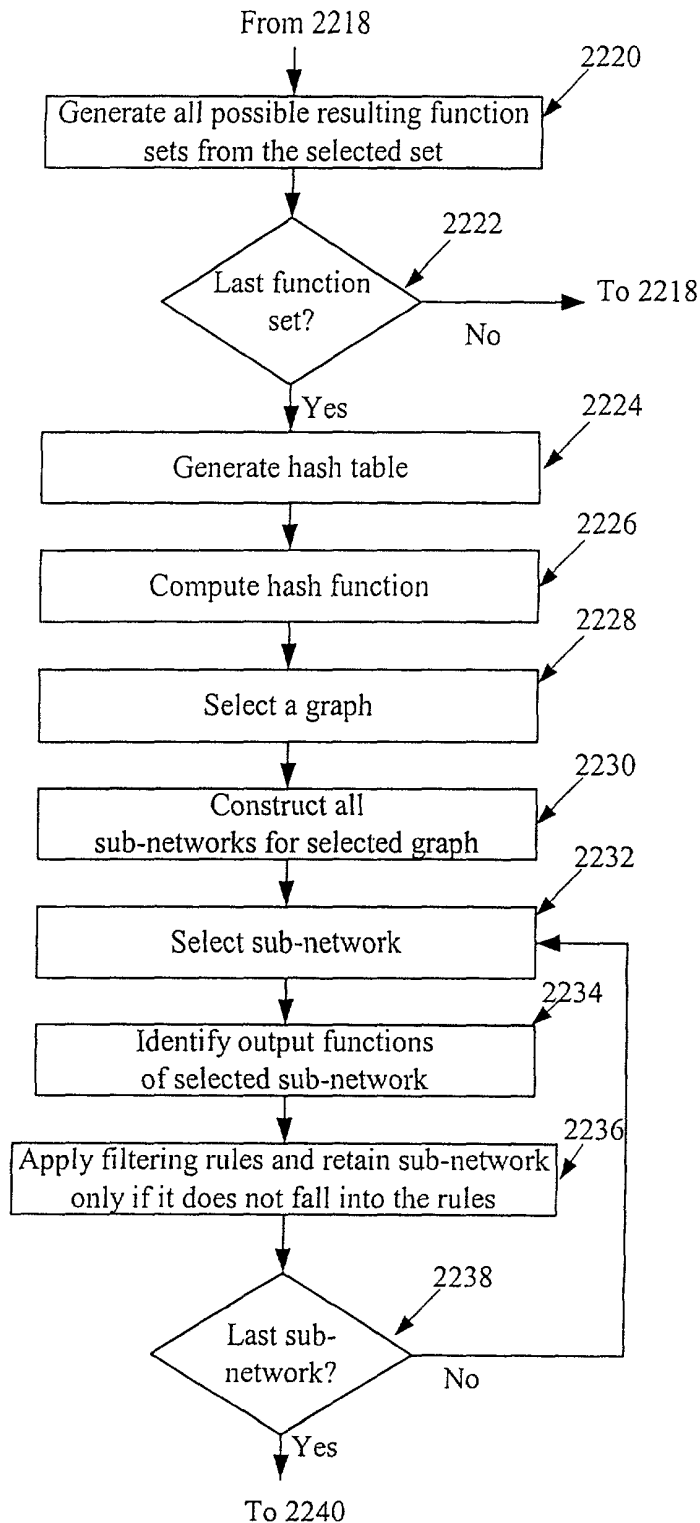 From 2218
2220
Generate all possible resulting function
sets from the selected set
2222
Last function
set?
To 2218
No
Yes
2224
Generate hash table
2226
Compute hash function
2228
Select a graph
2230
Construct all
sub-networks for selected graph
2232
Select sub-network
2234
Identify output functions
of selected sub-network
2236
Apply filtering rules and retain sub-network
only if it does not fall into the rules
2238
Last sub-
network?
No
Yes
To 2240